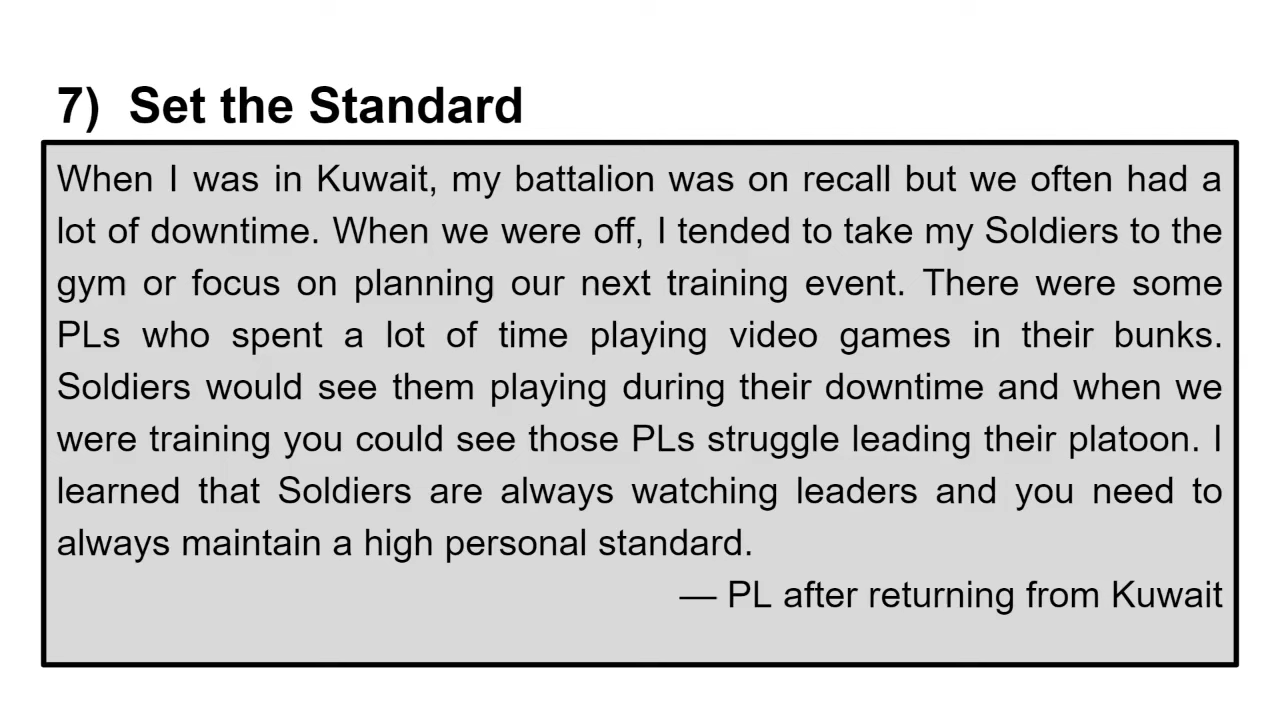 7) Set the Standard
When I was in Kuwait, my battalion was on recall but we often had a
lot of downtime. When we were off, I tended to take my Soldiers to the
gym or focus on planning our next training event. There were some
PLs who spent a lot of time playing video games in their bunks.
Soldiers would see them playing during their downtime and when we
were training you could see those PLs struggle leading their platoon. I
learned that Soldiers are always watching leaders and you need to
always maintain a high personal standard.
— PL after returning from Kuwait